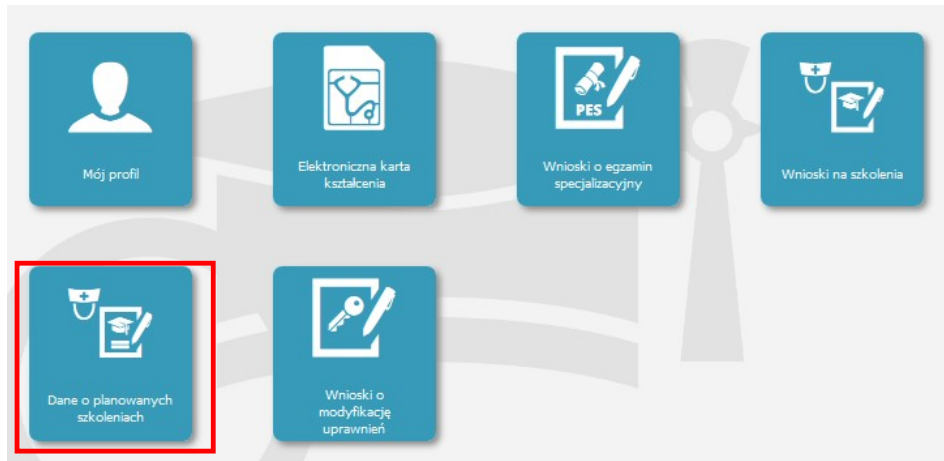 PES
Mój profil
Elektroniczna karta
kształcenia
Wnioski o egzamin
specjalizacyjny
Wnioski na szkolenia
Dane o planowanych
szkoleniach
Wnioski o
modyfikację
uprawnień